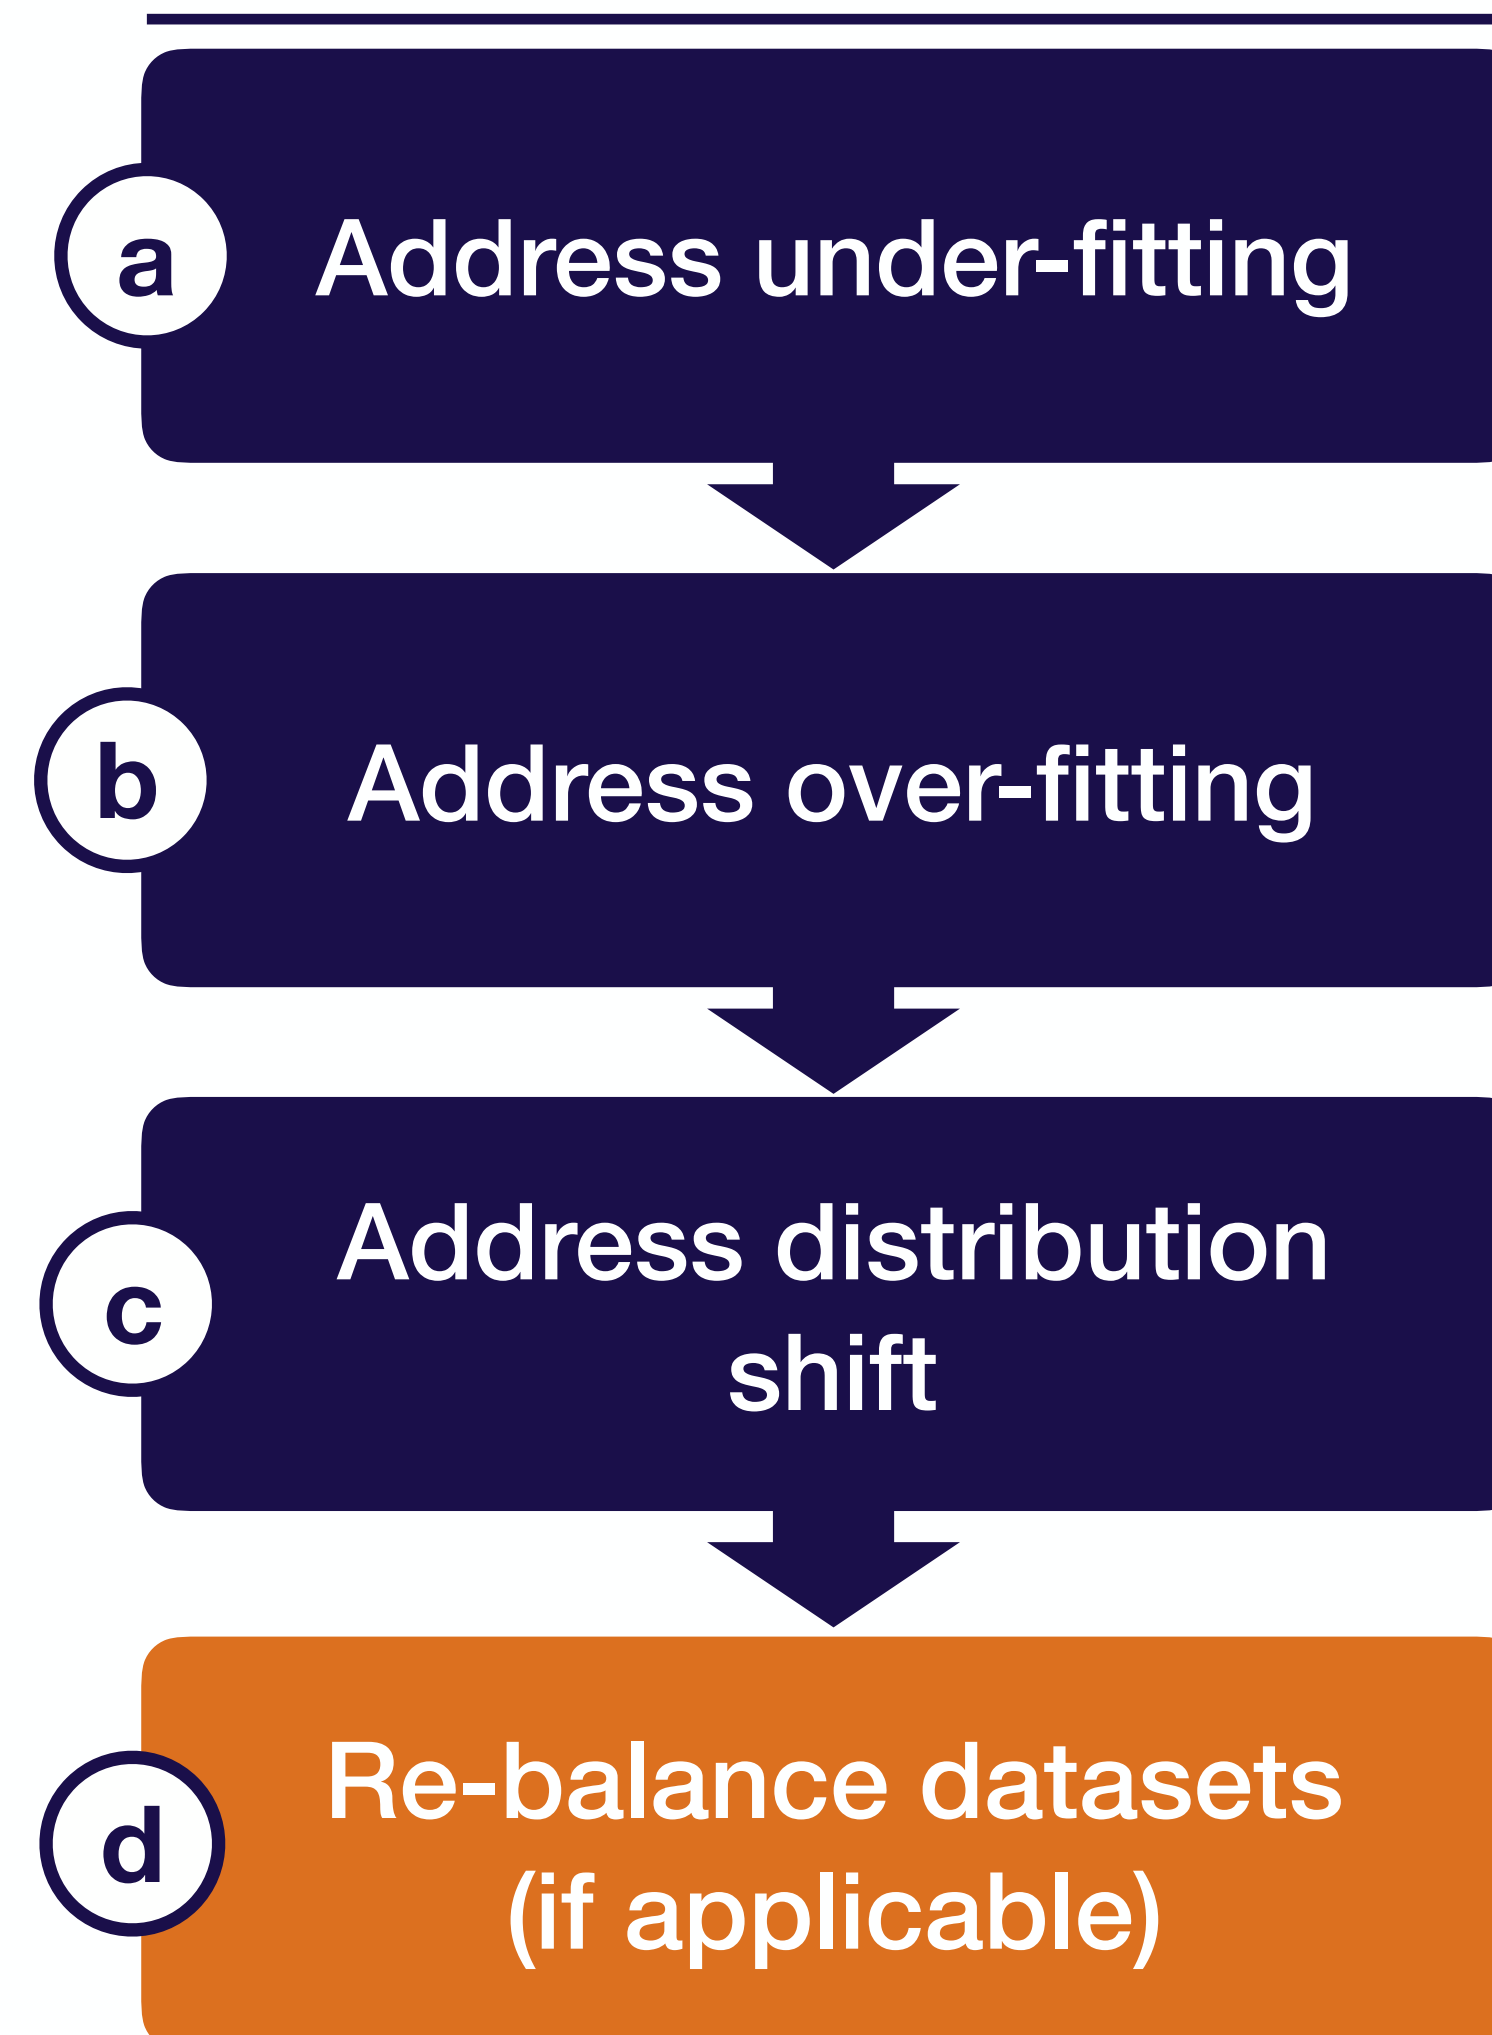 a
Address under-fitting
b
Address over-fitting
c
Address distribution
shift
d
Re-balance datasets
(if applicable)